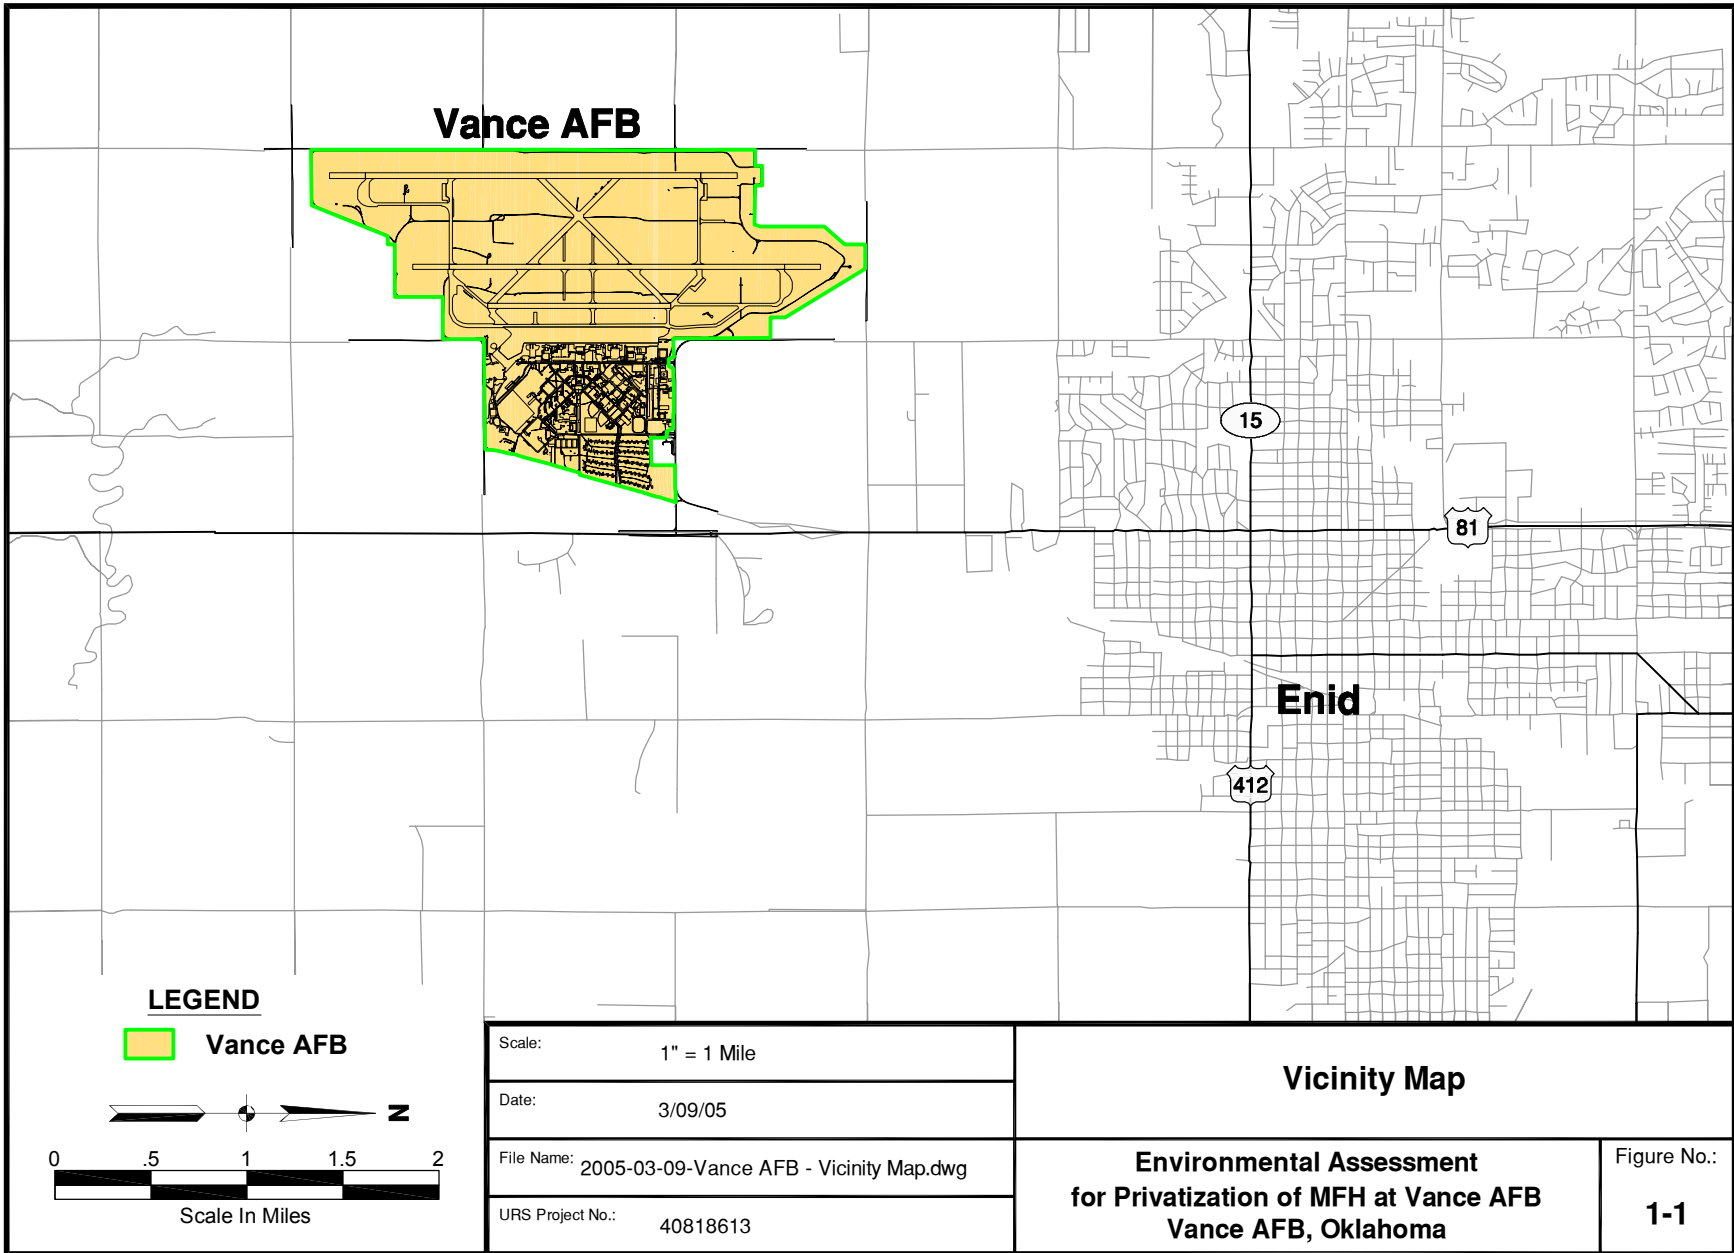 Vance AFB
15
81
Enid
412
LEGEND
Vance AFB
N
0 .5 1 1.5 2
Scale In Miles
Scale: 1" = 1 Mile
Date: 3/09/05
File Name: 2005-03-09-Vance AFB - Vicinity Map.dwg
URS Project No.: 40818613
Vicinity Map
Environmental Assessment
for Privatization of MFH at Vance AFB
Vance AFB, Oklahoma
Figure No.:
1-1